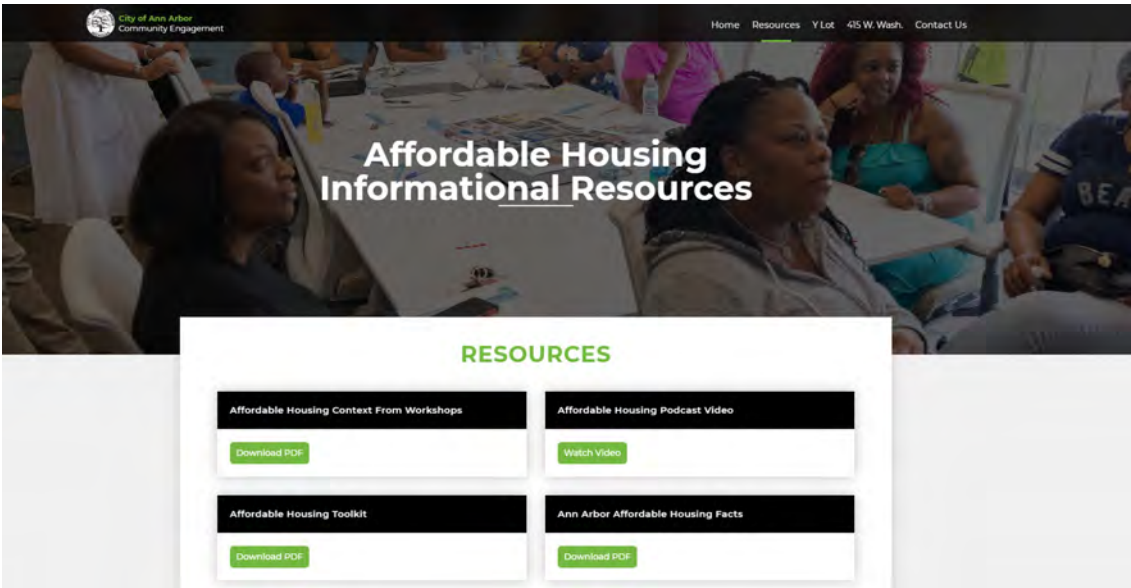 City of Ann Arbor
Community Engagement
Home Resources Y Lot 415 W. Wash. Contact Us
Affordable Housing
Informational Resources
BEA
RESOURCES
Affordable Housing Context From Workshops
Affordable Housing Podcast Video
Download PDF
Watch Video
Affordable Housing Toolkit
Ann Arbor Affordable Housing Facts
Download PDF
Download PDF